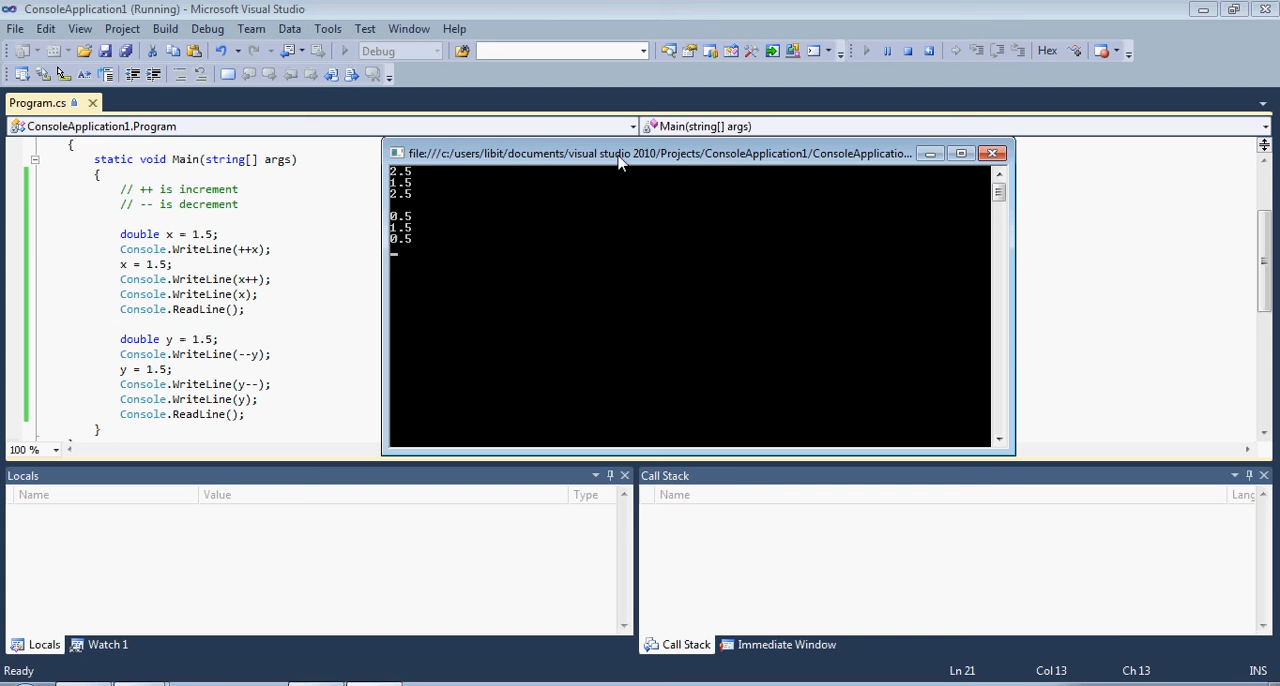 ConsoleApplication1 (Running) - Microsoft Visual Studio
File Edit View Project Build Debug Team Data Tools Test Window Help
Debug Hex
Program.cs
ConsoleApplication1.Program Main(string[] args)
{
static void Main(string[] args)
{
// ++ is increment
// -- is decrement
double x = 1.5;
Console.WriteLine(++x);
x = 1.5;
Console.WriteLine(x++);
Console.WriteLine(x);
Console.ReadLine();
double y = 1.5;
Console.WriteLine(--y);
y = 1.5;
Console.WriteLine(y--);
Console.WriteLine(y);
Console.ReadLine();
}
100 %
file:///c:/users/libit/documents/visual studio 2010/Projects/ConsoleApplication1/ConsoleApplicatio...
2.5
1.5
2.5
0.5
1.5
0.5
Locals
Name Value Type
Call Stack
Name Lang
Locals Watch 1
Call Stack Immediate Window
Ready Ln 21 Col 13 Ch 13 INS